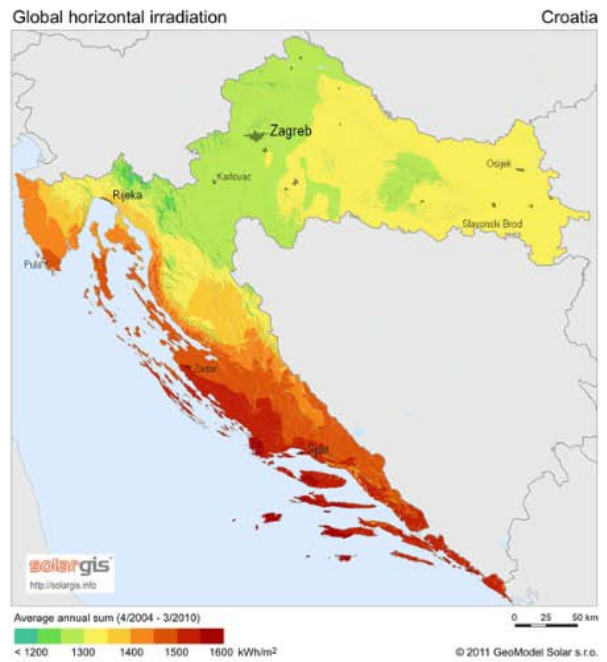 Global horizontal irradiation Croatia
Zagreb
Osijek
Karlovac
Rijeka
Slavonski Brod
Pula
Zadar
Split
solargis
http://solargis.info
Average annual sum (4/2004 - 3/2010)
0 25 50 km
< 1200 1300 1400 1500 1600 kWh/m²
© 2011 GeoModel Solar s.r.o.